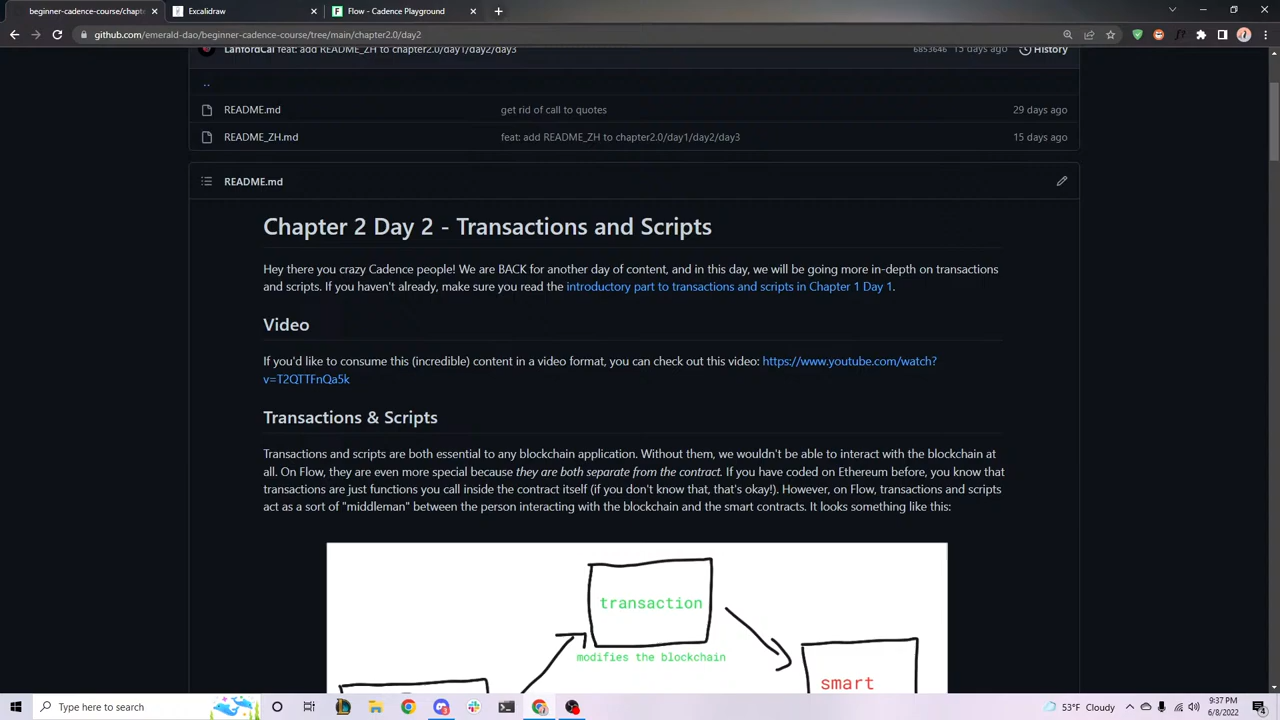 beginner-cadence-course/chapt
Excalidraw
Flow - Cadence Playground
github.com/emerald-dao/beginner-cadence-course/tree/main/chapter2.0/day2
LanfordCai feat: add README_ZH to chapter2.0/day1/day2/day3
6853646 15 days ago History
..
README.md get rid of call to quotes 29 days ago
README_ZH.md feat: add README_ZH to chapter2.0/day1/day2/day3 15 days ago
README.md
Chapter 2 Day 2 - Transactions and Scripts
Hey there you crazy Cadence people! We are BACK for another day of content, and in this day, we will be going more in-depth on transactions
and scripts. If you haven't already, make sure you read the introductory part to transactions and scripts in Chapter 1 Day 1.
Video
If you'd like to consume this (incredible) content in a video format, you can check out this video: https://www.youtube.com/watch?
v=T2QTTFnQa5k
Transactions & Scripts
Transactions and scripts are both essential to any blockchain application. Without them, we wouldn't be able to interact with the blockchain at
all. On Flow, they are even more special because they are both separate from the contract. If you have coded on Ethereum before, you know that
transactions are just functions you call inside the contract itself (if you don't know that, that's okay!). However, on Flow, transactions and scripts
act as a sort of "middleman" between the person interacting with the blockchain and the smart contracts. It looks something like this:
transaction
modifies the blockchain
smart
Type here to search
53°F Cloudy
9:37 PM
6/8/2022
4